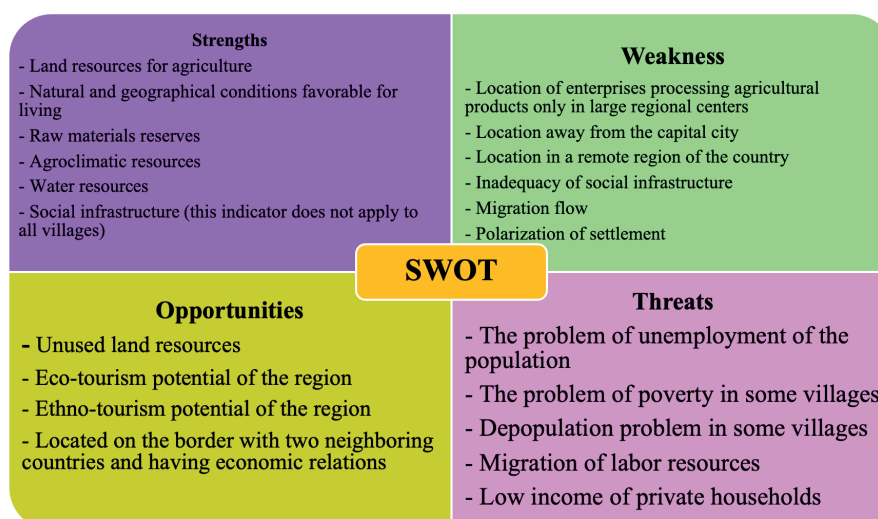 Strengths
- Land resources for agriculture
- Natural and geographical conditions favorable for
living
- Raw materials reserves
- Agroclimatic resources
- Water resources
- Social infrastructure (this indicator does not apply to
all villages)
Weakness
- Location of enterprises processing agricultural
products only in large regional centers
- Location away from the capital city
- Location in a remote region of the country
- Inadequacy of social infrastructure
- Migration flow
- Polarization of settlement
SWOT
Opportunities
- Unused land resources
- Eco-tourism potential of the region
- Ethno-tourism potential of the region
- Located on the border with two neighboring
countries and having economic relations
Threats
- The problem of unemployment of the
population
- The problem of poverty in some villages
- Depopulation problem in some villages
- Migration of labor resources
- Low income of private households